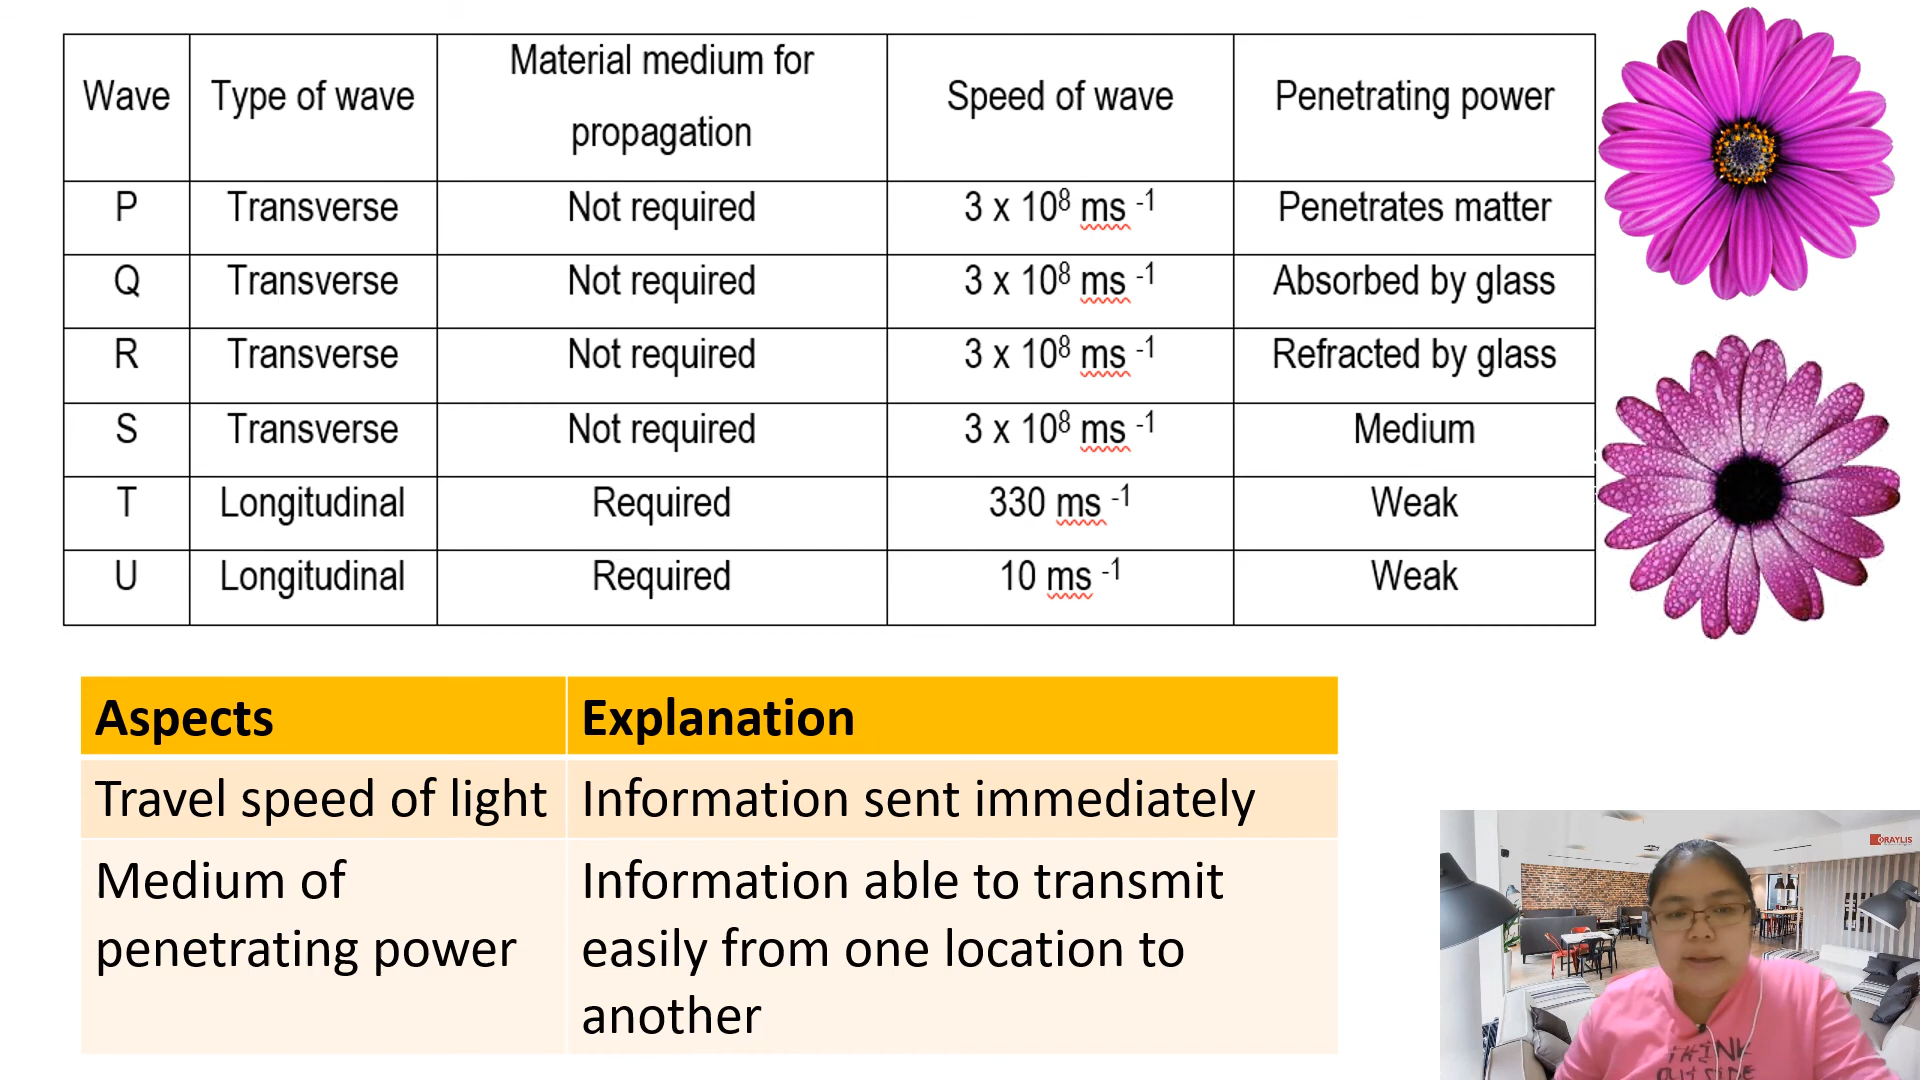 Wave Type of wave Material medium for propagation Speed of wave Penetrating power
P Transverse Not required 3 x 10⁸ ms ⁻¹ Penetrates matter
Q Transverse Not required 3 x 10⁸ ms ⁻¹ Absorbed by glass
R Transverse Not required 3 x 10⁸ ms ⁻¹ Refracted by glass
S Transverse Not required 3 x 10⁸ ms ⁻¹ Medium
T Longitudinal Required 330 ms ⁻¹ Weak
U Longitudinal Required 10 ms ⁻¹ Weak
Aspects Explanation
Travel speed of light Information sent immediately
Medium of
penetrating power
Information able to transmit
easily from one location to
another
ORAYLIS
THINK
OUTSIDE